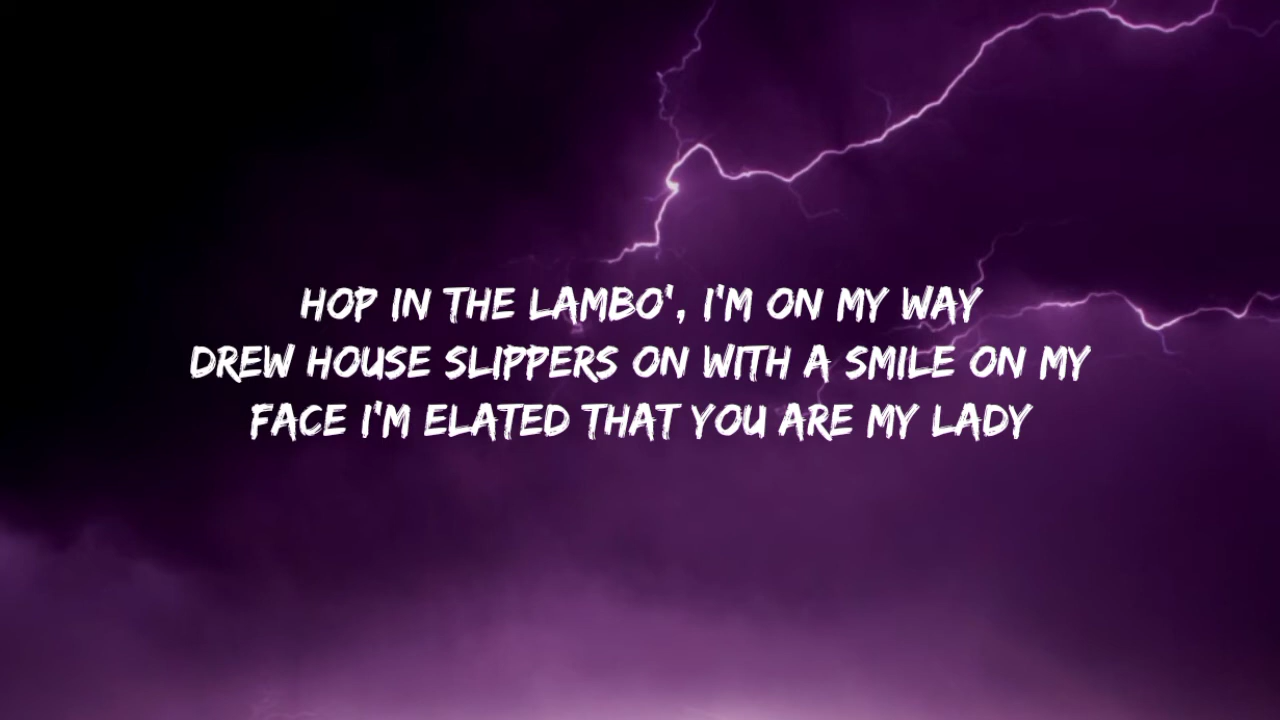 HOP IN THE LAMBO', I'M ON MY WAY
DREW HOUSE SLIPPERS ON WITH A SMILE ON MY
FACE I'M ELATED THAT YOU ARE MY LADY